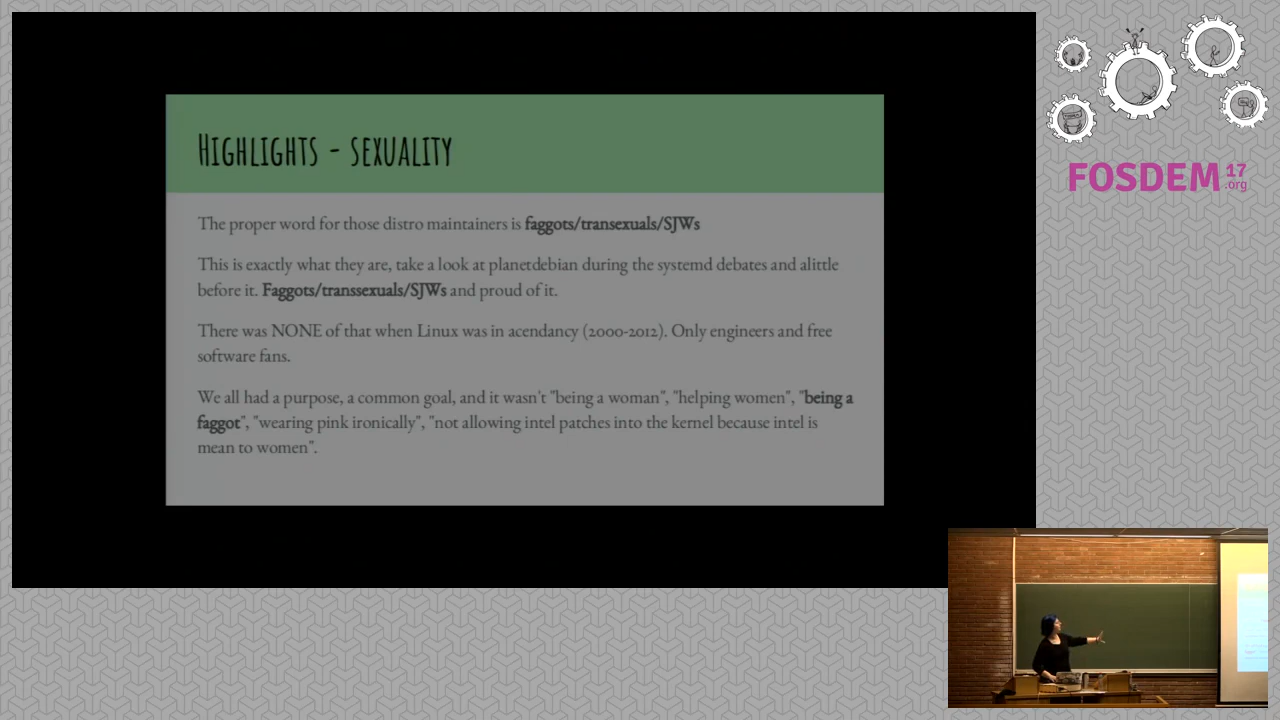 Highlights - sexuality
The proper word for those distro maintainers is faggots/transexuals/SJWs
This is exactly what they are, take a look at planetdebian during the systemd debates and alittle
before it. Faggots/transsexuals/SJWs and proud of it.
There was NONE of that when Linux was in acendancy (2000-2012). Only engineers and free
software fans.
We all had a purpose, a common goal, and it wasn't "being a woman", "helping women", "being a
faggot", "wearing pink ironically", "not allowing intel patches into the kernel because intel is
mean to women".
FOSDEM 17
.org